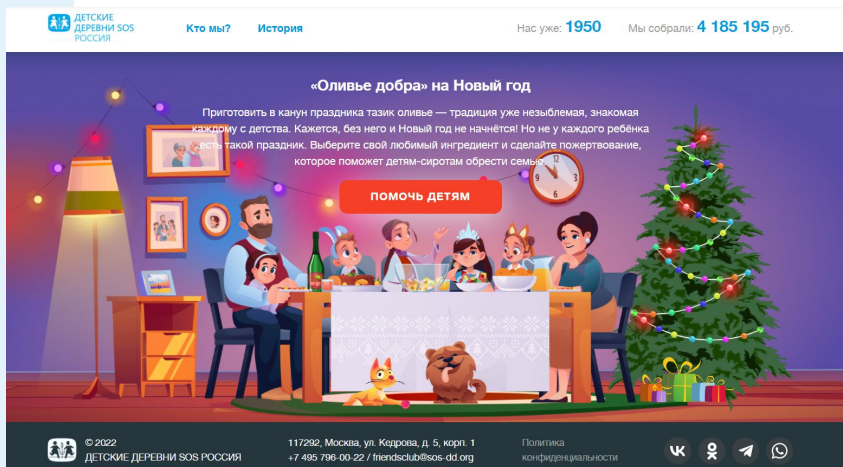 ДЕТСКИЕ
ДЕРЕВНИ SOS
РОССИЯ
Кто мы?
История
Нас уже: 1950
Мы собрали: 4 185 195 руб.
«Оливье добра» на Новый год
Приготовить в канун праздника тазик оливье — традиция уже незыблемая, знакомая
каждому с детства. Кажется, без него и Новый год не начнётся! Но не у каждого ребёнка
есть такой праздник. Выберите свой любимый ингредиент и сделайте пожертвование,
которое поможет детям-сиротам обрести семью.
12
3
6
9
ПОМОЧЬ ДЕТЯМ
© 2022
ДЕТСКИЕ ДЕРЕВНИ SOS РОССИЯ
117292, Москва, ул. Кедрова, д. 5, корп. 1
+7 495 796-00-22 / friendsclub@sos-dd.org
Политика
конфиденциальности